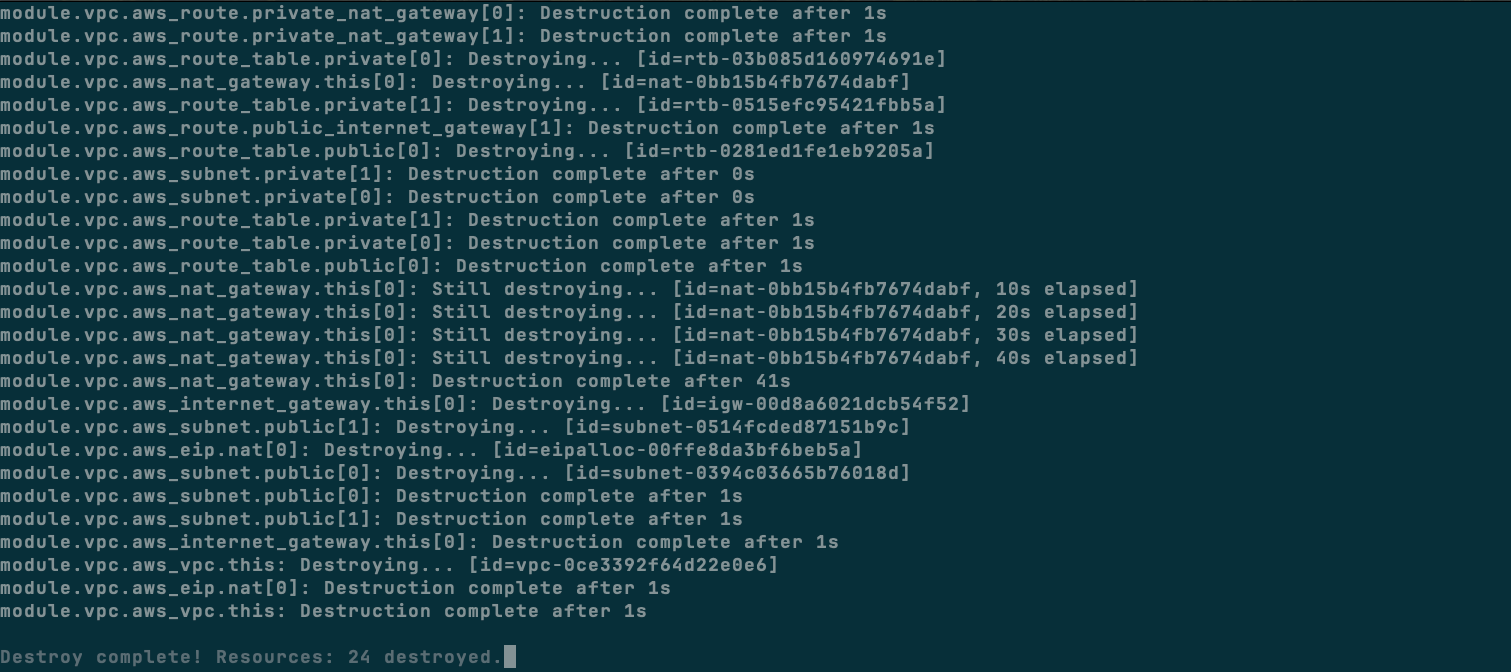 module.vpc.aws_route.private_nat_gateway[0]: Destruction complete after 1s
module.vpc.aws_route.private_nat_gateway[1]: Destruction complete after 1s
module.vpc.aws_route_table.private[0]: Destroying... [id=rtb-03b085d160974691e]
module.vpc.aws_nat_gateway.this[0]: Destroying... [id=nat-0bb15b4fb7674dabf]
module.vpc.aws_route_table.private[1]: Destroying... [id=rtb-0515efc95421fbb5a]
module.vpc.aws_route.public_internet_gateway[1]: Destruction complete after 1s
module.vpc.aws_route_table.public[0]: Destroying... [id=rtb-0281ed1fe1eb9205a]
module.vpc.aws_subnet.private[1]: Destruction complete after 0s
module.vpc.aws_subnet.private[0]: Destruction complete after 0s
module.vpc.aws_route_table.private[1]: Destruction complete after 1s
module.vpc.aws_route_table.private[0]: Destruction complete after 1s
module.vpc.aws_route_table.public[0]: Destruction complete after 1s
module.vpc.aws_nat_gateway.this[0]: Still destroying... [id=nat-0bb15b4fb7674dabf, 10s elapsed]
module.vpc.aws_nat_gateway.this[0]: Still destroying... [id=nat-0bb15b4fb7674dabf, 20s elapsed]
module.vpc.aws_nat_gateway.this[0]: Still destroying... [id=nat-0bb15b4fb7674dabf, 30s elapsed]
module.vpc.aws_nat_gateway.this[0]: Still destroying... [id=nat-0bb15b4fb7674dabf, 40s elapsed]
module.vpc.aws_nat_gateway.this[0]: Destruction complete after 41s
module.vpc.aws_internet_gateway.this[0]: Destroying... [id=igw-00d8a6021dcb54f52]
module.vpc.aws_subnet.public[1]: Destroying... [id=subnet-0514fcded87151b9c]
module.vpc.aws_eip.nat[0]: Destroying... [id=eipalloc-00ffe8da3bf6beb5a]
module.vpc.aws_subnet.public[0]: Destroying... [id=subnet-0394c03665b76018d]
module.vpc.aws_subnet.public[0]: Destruction complete after 1s
module.vpc.aws_subnet.public[1]: Destruction complete after 1s
module.vpc.aws_internet_gateway.this[0]: Destruction complete after 1s
module.vpc.aws_vpc.this: Destroying... [id=vpc-0ce3392f64d22e0e6]
module.vpc.aws_eip.nat[0]: Destruction complete after 1s
module.vpc.aws_vpc.this: Destruction complete after 1s
Destroy complete! Resources: 24 destroyed.